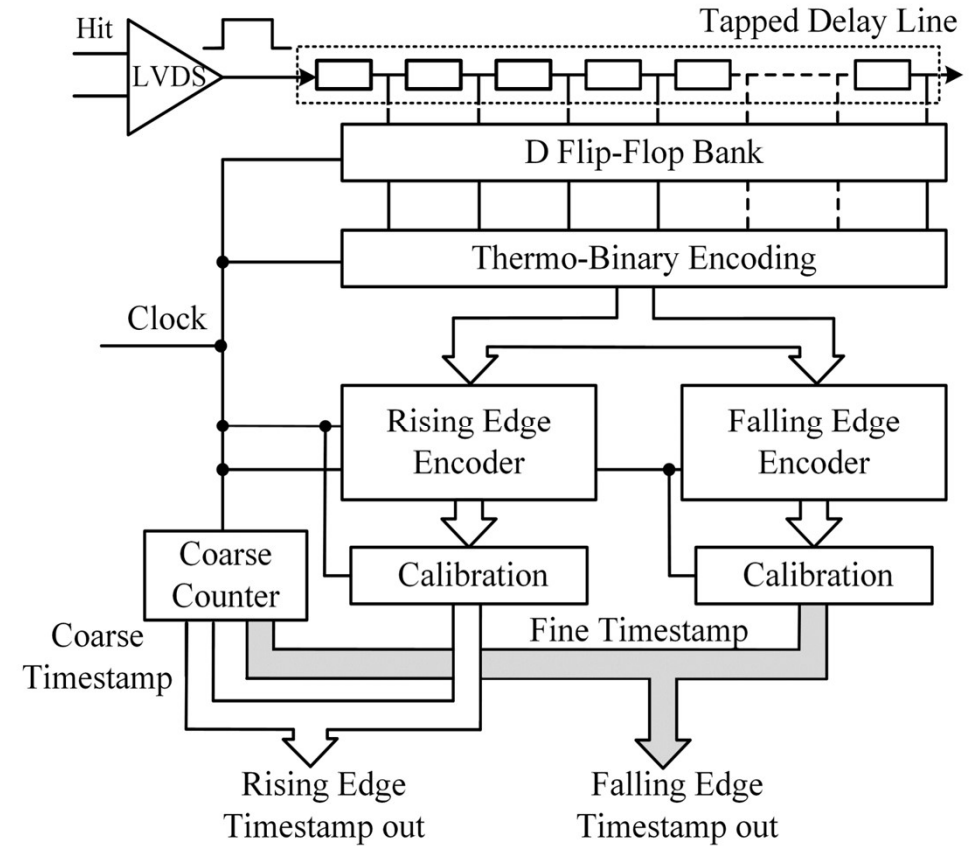 Tapped Delay Line
Hit
LVDS
D Flip-Flop Bank
Thermo-Binary Encoding
Clock
Rising Edge
Encoder
Falling Edge
Encoder
Coarse
Counter
Calibration
Calibration
Coarse
Timestamp
Fine Timestamp
Rising Edge
Timestamp out
Falling Edge
Timestamp out